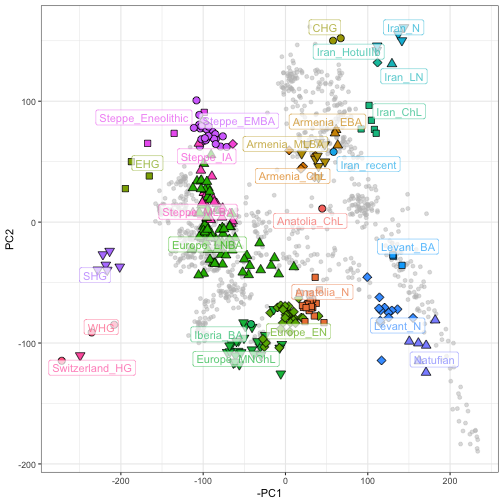 CHG
Iran_N
Iran_HotuIIIb
Iran_LN
Steppe_Eneolithic
Steppe_EMBA
Iran_ChL
Armenia_EBA
Armenia_MLBA
Steppe_IA
EHG
Iran_recent
Armenia_ChL
Steppe_MLBA
Anatolia_ChL
Europe_LNBA
Levant_BA
SHG
Anatolia_N
WHG
Iberia_BA
Europe_EN
Levant_N
Switzerland_HG
Europe_MNChL
Natufian
PC2
100
0
-100
-200
-200
-100
0
100
200
-PC1